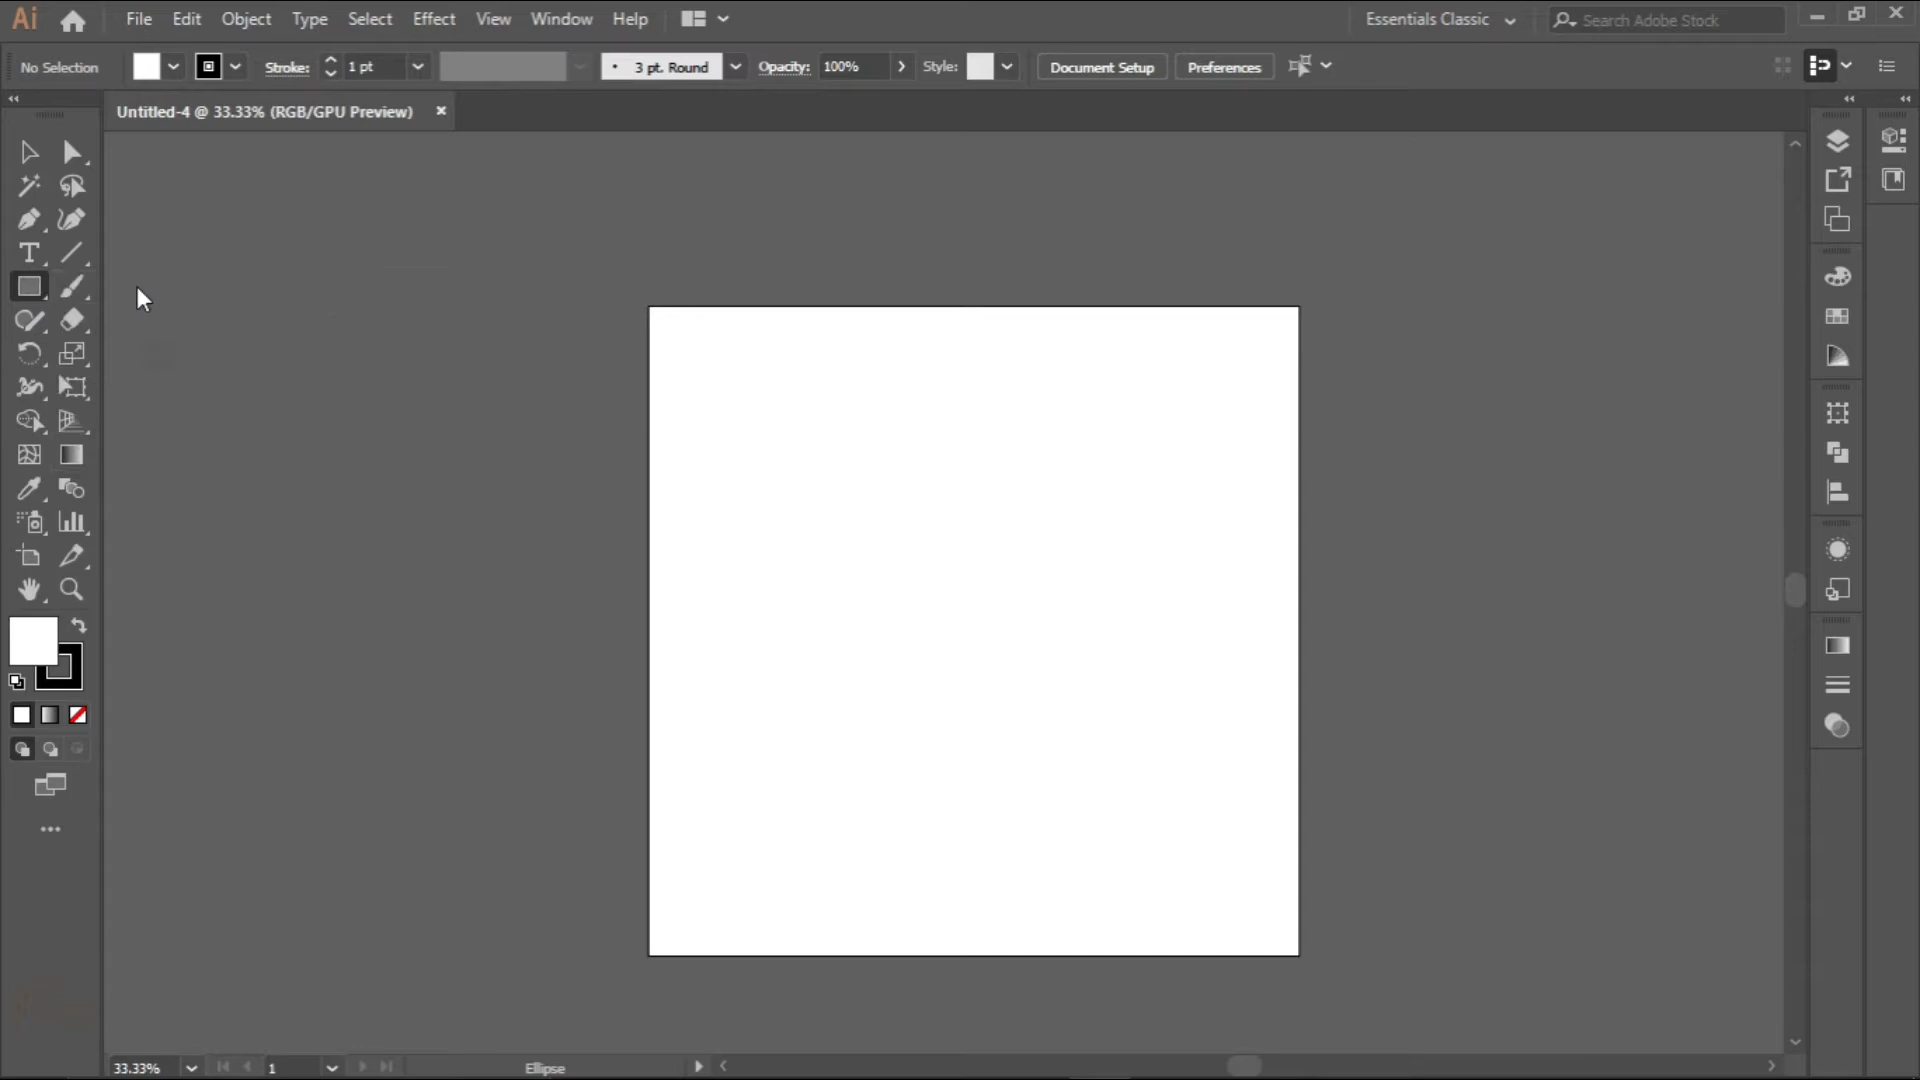 Ai File Edit Object Type Select Effect View Window Help Essentials Classic Search Adobe Stock
No Selection Stroke: 1 pt 3 pt. Round Opacity: 100% Style: Document Setup Preferences
Untitled-4 @ 33.33% (RGB/GPU Preview)
33.33% 1 Ellipse